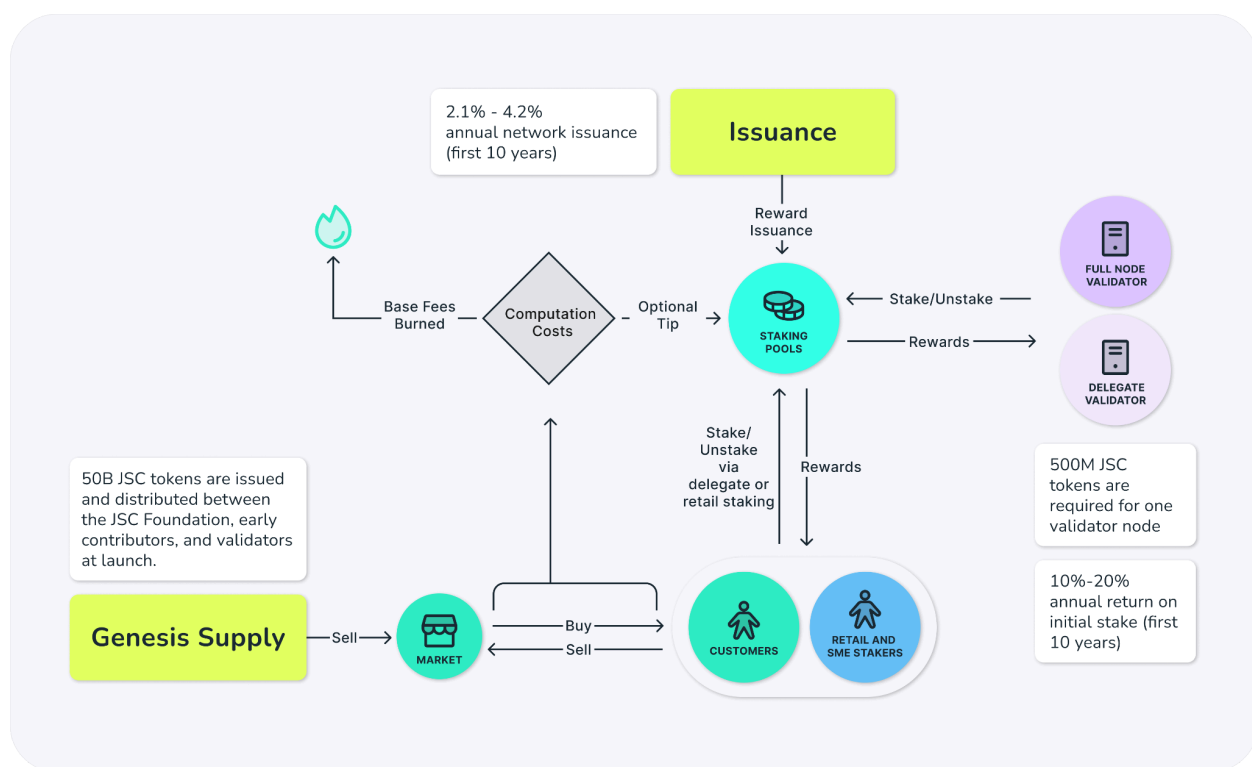 2.1% - 4.2%
annual network issuance
(first 10 years)
Issuance
Reward
Issuance
FULL NODE
VALIDATOR
Base Fees
Burned
Computation
Costs
Optional
Tip
STAKING
POOLS
Stake/Unstake
Rewards
DELEGATE
VALIDATOR
Stake/
Unstake
via
delegate or
retail staking
Rewards
500M JSC
tokens are
required for one
validator node
50B JSC tokens are issued
and distributed between
the JSC Foundation, early
contributors, and validators
at launch.
10%-20%
annual return on
initial stake (first
10 years)
Genesis Supply
Sell
MARKET
Buy
Sell
CUSTOMERS
RETAIL AND
SME STAKERS